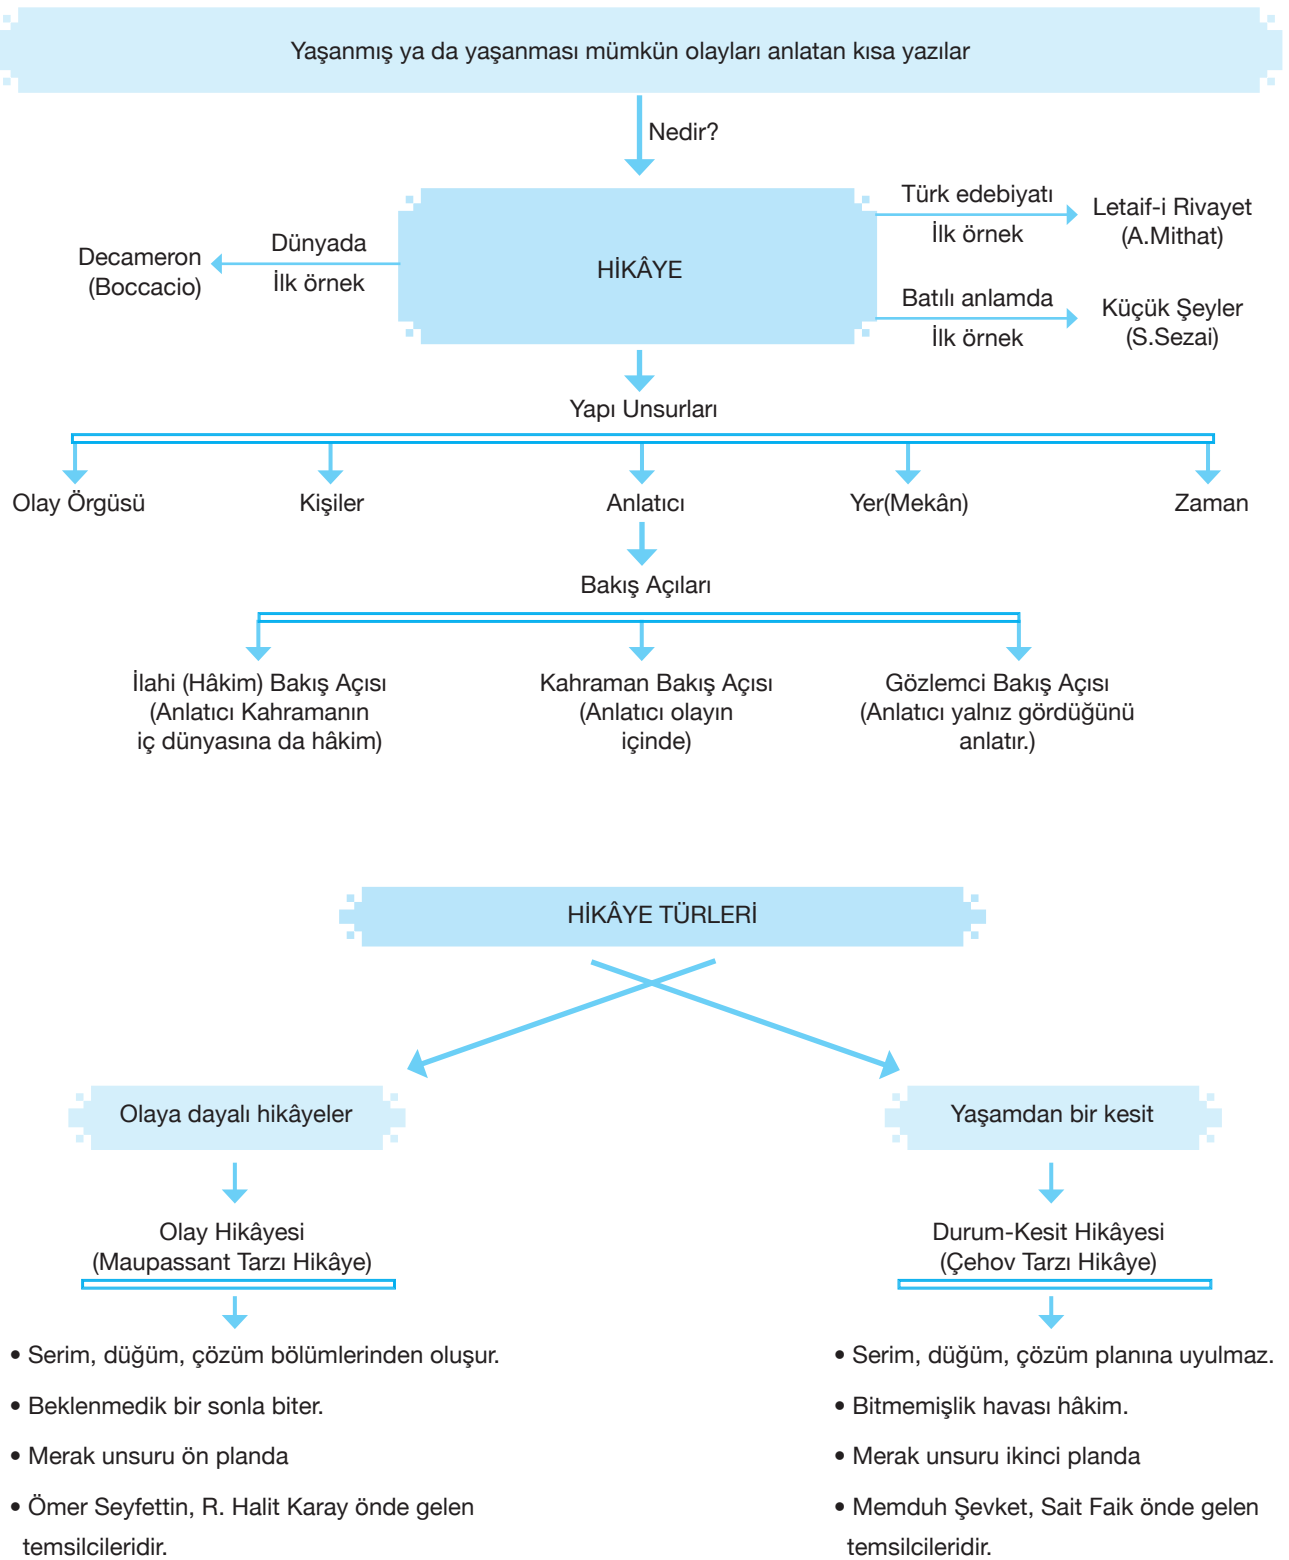 Yaşanmış ya da yaşanması mümkün olayları anlatan kısa yazılar
Nedir?
HİKÂYE
Dünyada
İlk örnek
Decameron
(Boccacio)
Türk edebiyatı
İlk örnek
Letaif-i Rivayet
(A.Mithat)
Batılı anlamda
İlk örnek
Küçük Şeyler
(S.Sezai)
Yapı Unsurları
Olay Örgüsü
Kişiler
Anlatıcı
Yer(Mekân)
Zaman
Bakış Açıları
İlahi (Hâkim) Bakış Açısı
(Anlatıcı Kahramanın
iç dünyasına da hâkim)
Kahraman Bakış Açısı
(Anlatıcı olayın
içinde)
Gözlemci Bakış Açısı
(Anlatıcı yalnız gördüğünü
anlatır.)
HİKÂYE TÜRLERİ
Olaya dayalı hikâyeler
Olay Hikâyesi
(Maupassant Tarzı Hikâye)
• Serim, düğüm, çözüm bölümlerinden oluşur.
• Beklenmedik bir sonla biter.
• Merak unsuru ön planda
• Ömer Seyfettin, R. Halit Karay önde gelen
temsilcileridir.
Yaşamdan bir kesit
Durum-Kesit Hikâyesi
(Çehov Tarzı Hikâye)
• Serim, düğüm, çözüm planına uyulmaz.
• Bitmemişlik havası hâkim.
• Merak unsuru ikinci planda
• Memduh Şevket, Sait Faik önde gelen
temsilcileridir.